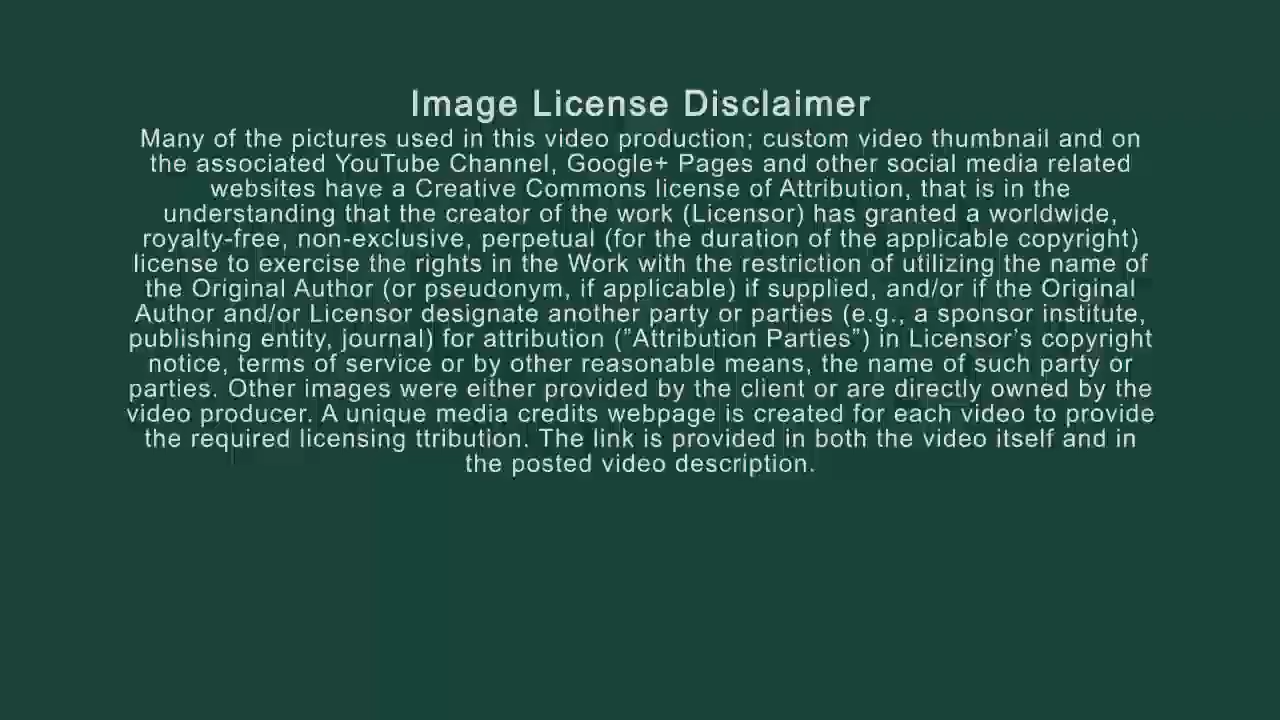 Image License Disclaimer
Many of the pictures used in this video production; custom video thumbnail and on
the associated YouTube Channel, Google+ Pages and other social media related
websites have a Creative Commons license of Attribution, that is in the
understanding that the creator of the work (Licensor) has granted a worldwide,
royalty-free, non-exclusive, perpetual (for the duration of the applicable copyright)
license to exercise the rights in the Work with the restriction of utilizing the name of
the Original Author (or pseudonym, if applicable) if supplied, and/or if the Original
Author and/or Licensor designate another party or parties (e.g., a sponsor institute,
publishing entity, journal) for attribution (”Attribution Parties”) in Licensor’s copyright
notice, terms of service or by other reasonable means, the name of such party or
parties. Other images were either provided by the client or are directly owned by the
video producer. A unique media credits webpage is created for each video to provide
the required licensing ttribution. The link is provided in both the video itself and in
the posted video description.